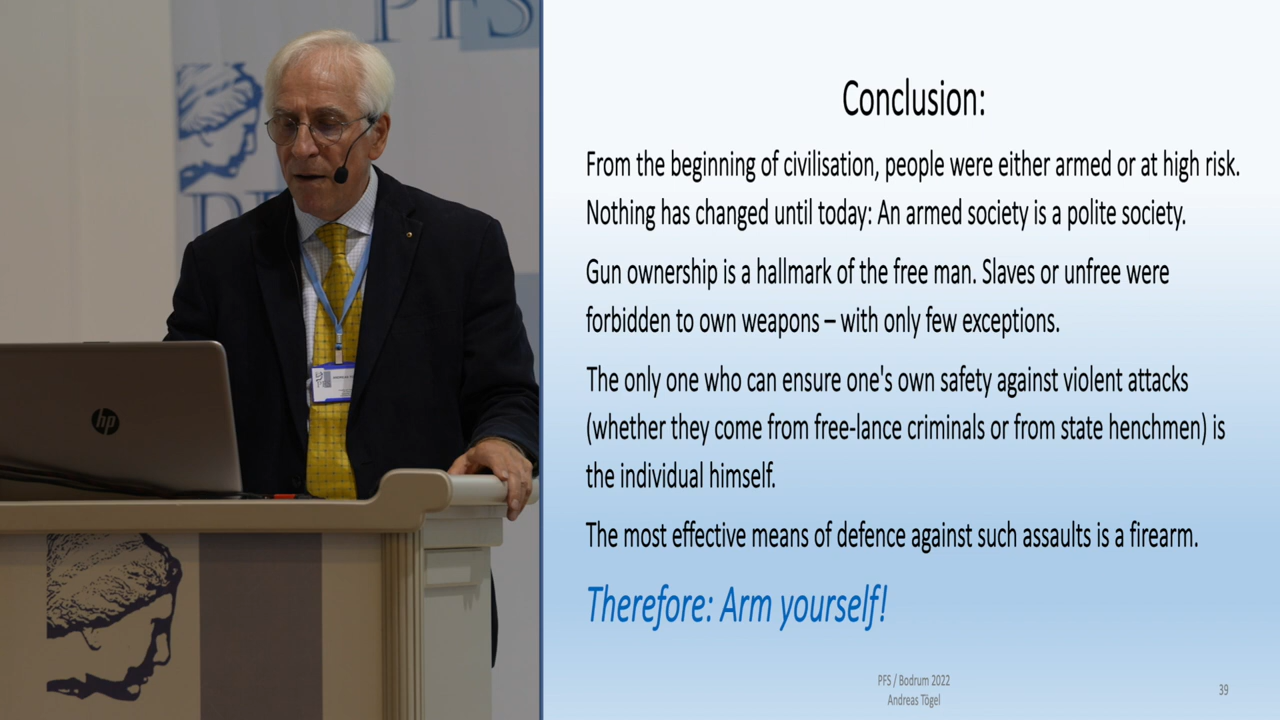 PFS
hp
Conclusion:
From the beginning of civilisation, people were either armed or at high risk.
Nothing has changed until today: An armed society is a polite society.
Gun ownership is a hallmark of the free man. Slaves or unfree were
forbidden to own weapons – with only few exceptions.
The only one who can ensure one's own safety against violent attacks
(whether they come from free-lance criminals or from state henchmen) is
the individual himself.
The most effective means of defence against such assaults is a firearm.
Therefore: Arm yourself!
PFS / Bodrum 2022
Andreas Tögel
39